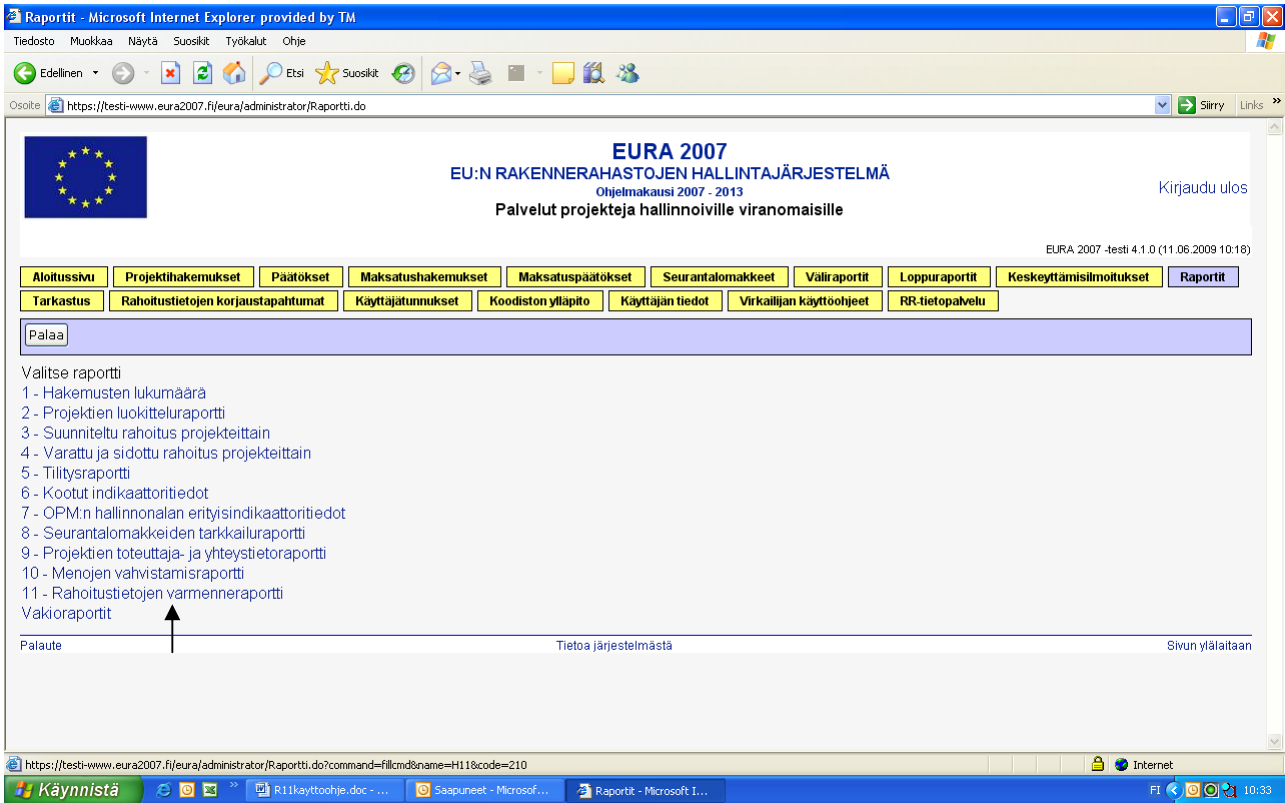 Raportit - Microsoft Internet Explorer provided by TM
Tiedosto Muokkaa Näytä Suosikit Työkalut Ohje
Edellinen Etsi Suosikit
Osoite https://testi-www.eura2007.fi/eura/administrator/Raportti.do Siirry Links »
EURA 2007
EU:N RAKENNERAHASTOJEN HALLINTAJÄRJESTELMÄ
Ohjelmakausi 2007 - 2013
Kirjaudu ulos
Palvelut projekteja hallinnoiville viranomaisille
EURA 2007 -testi 4.1.0 (11.06.2009 10:18)
Aloitussivu Projektihakemukset Päätökset Maksatushakemukset Maksatuspäätökset Seurantalomakkeet Väliraportit Loppuraportit Keskeyttämisilmoitukset Raportit
Tarkastus Rahoitustietojen korjaustapahtumat Käyttäjätunnukset Koodiston ylläpito Käyttäjän tiedot Virkailijan käyttöohjeet RR-tietopalvelu
Palaa
Valitse raportti
1 - Hakemusten lukumäärä
2 - Projektien luokitteluraportti
3 - Suunniteltu rahoitus projekteittain
4 - Varattu ja sidottu rahoitus projekteittain
5 - Tilitysraportti
6 - Kootut indikaattoritiedot
7 - OPM:n hallinnonalan erityisindikaattoritiedot
8 - Seurantalomakkeiden tarkkailuraportti
9 - Projektien toteuttaja- ja yhteystietoraportti
10 - Menojen vahvistamisraportti
11 - Rahoitustietojen varmenneraportti
Vakioraportit
Palaute Tietoa järjestelmästä Sivun ylälaitaan
https://testi-www.eura2007.fi/eura/administrator/Raportti.do?command=fillcmd&name=H11&code=210 Internet
Käynnistä » R11kayttoohje.doc - ... Saapuneet - Microsof... Raportit - Microsoft I... FI 10:33